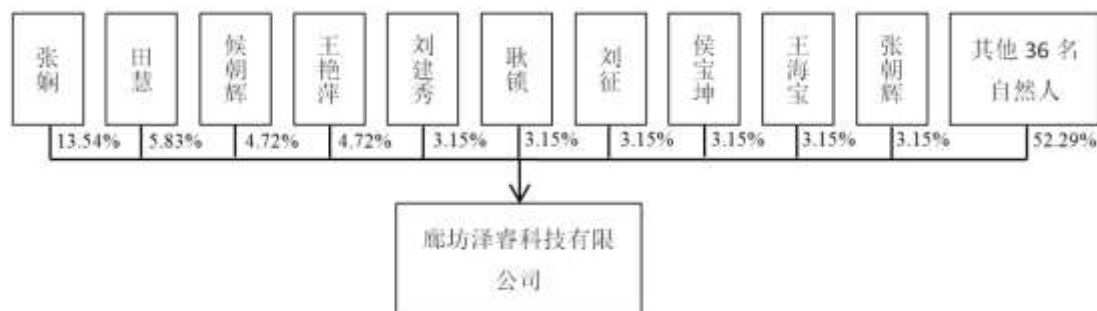 张娴
田慧
候朝辉
王艳萍
刘建秀
耿锁
刘征
侯宝坤
王海宝
张朝辉
其他 36 名
自然人
13.54%
5.83%
4.72%
4.72%
3.15%
3.15%
3.15%
3.15%
3.15%
3.15%
52.29%
廊坊泽睿科技有限
公司